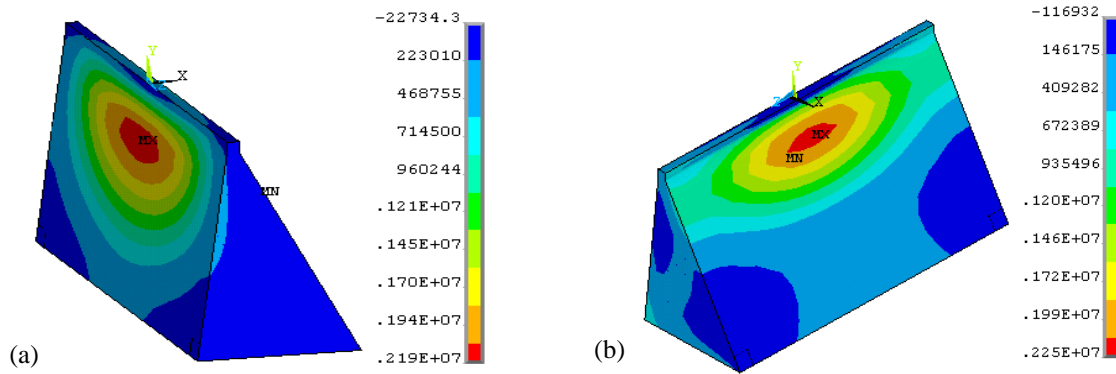 -22734.3
223010
468755
714500
960244
.121E+07
.145E+07
.170E+07
.194E+07
.219E+07
Y
X
MX
MN
(a)
-116932
146175
409282
672389
935496
.120E+07
.146E+07
.172E+07
.199E+07
.225E+07
Y
Z
X
MX
MN
(b)